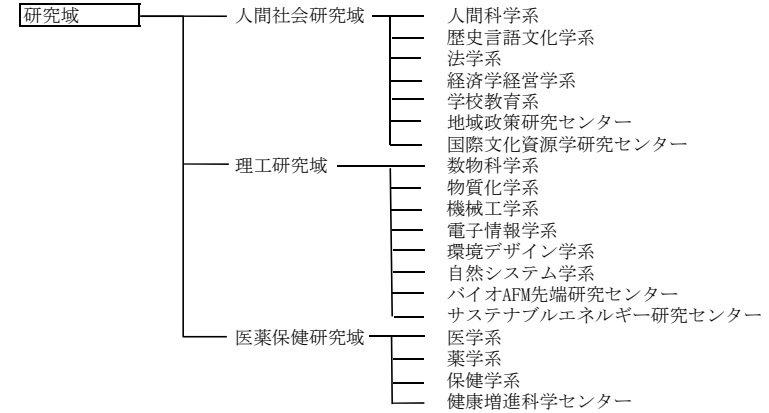 研究域 人間社会研究域 人間科学系
歴史言語文化学系
法学系
経済学経営学系
学校教育系
地域政策研究センター
国際文化資源学研究センター
理工研究域 数物科学系
物質化学系
機械工学系
電子情報学系
環境デザイン学系
自然システム学系
バイオAFM先端研究センター
サステナブルエネルギー研究センター
医薬保健研究域 医学系
薬学系
保健学系
健康増進科学センター